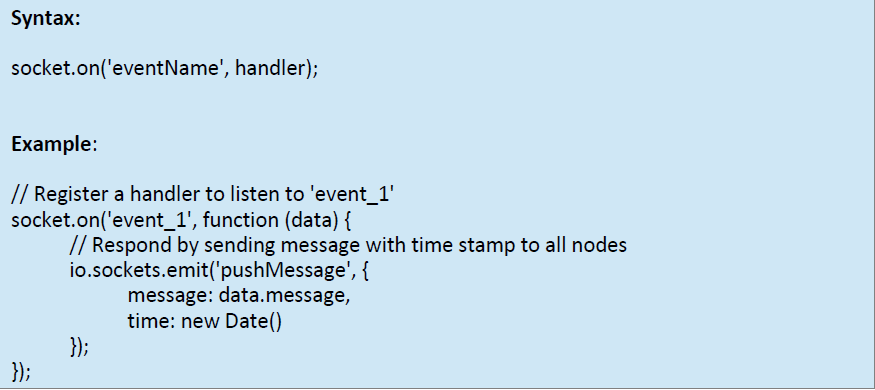 Syntax:
socket.on('eventName', handler);
Example:
// Register a handler to listen to 'event_1'
socket.on('event_1', function (data) {
// Respond by sending message with time stamp to all nodes
io.sockets.emit('pushMessage', {
message: data.message,
time: new Date()
});
});